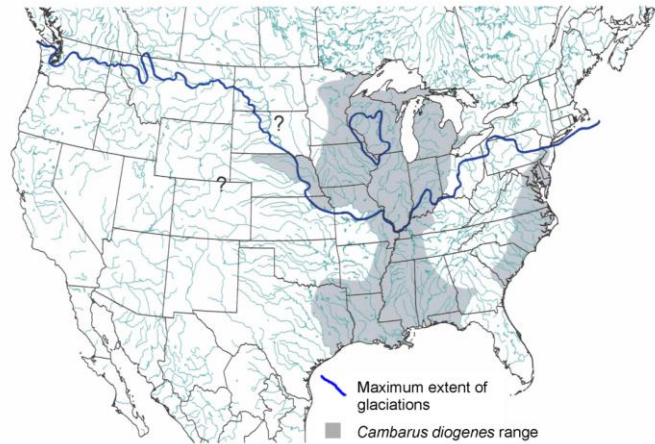 ?
?
Maximum extent of
glaciations
Cambarus diogenes range